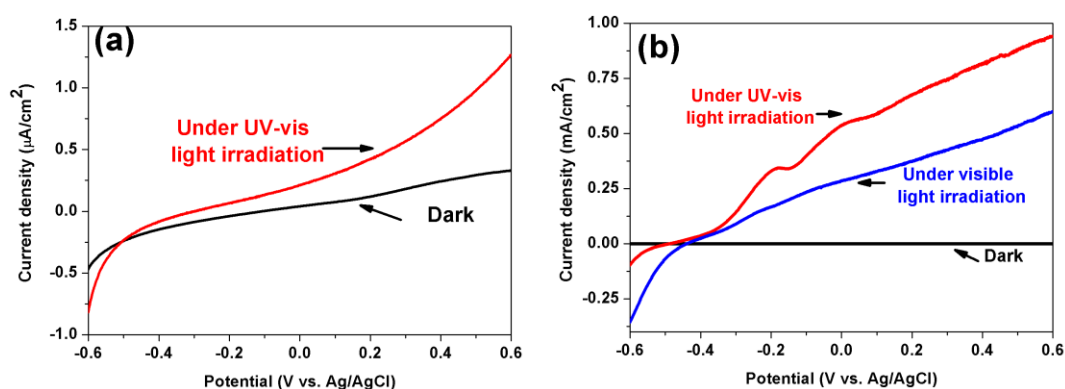 (a)
1.5
1.0
0.5
0.0
-0.5
-1.0
Current density (µA/cm2)
Under UV-vis
light irradiation
Dark
-0.6 -0.4 -0.2 0.0 0.2 0.4 0.6
Potential (V vs. Ag/AgCl)
(b)
1.00
0.75
0.50
0.25
0.00
-0.25
Current density (mA/cm2)
Under UV-vis
light irradiation
Under visible
light irradiation
Dark
-0.6 -0.4 -0.2 0.0 0.2 0.4 0.6
Potential (V vs. Ag/AgCl)